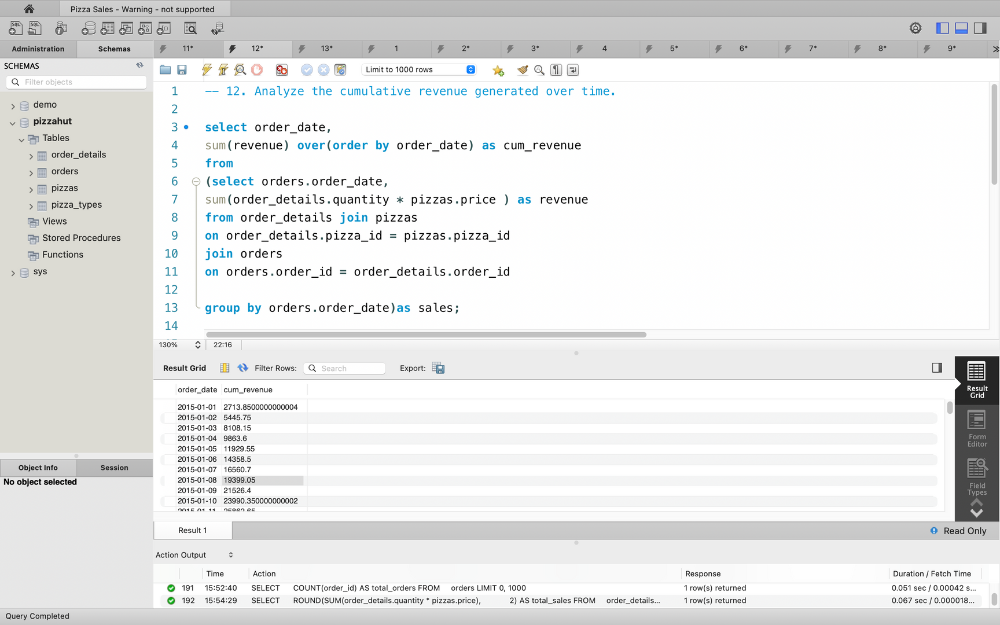 Pizza Sales - Warning - not supported
Administration
Schemas
11*
12*
13*
1
2*
3*
4
5*
6*
7*
8*
9*
SCHEMAS
Filter objects
demo
pizzahut
Tables
order_details
orders
pizzas
pizza_types
Views
Stored Procedures
Functions
sys
Object Info
Session
No object selected
Limit to 1000 rows
1 -- 12. Analyze the cumulative revenue generated over time.
2
3 select order_date,
4 sum(revenue) over(order by order_date) as cum_revenue
5 from
6 (select orders.order_date,
7 sum(order_details.quantity * pizzas.price ) as revenue
8 from order_details join pizzas
9 on order_details.pizza_id = pizzas.pizza_id
10 join orders
11 on orders.order_id = order_details.order_id
12
13 group by orders.order_date)as sales;
14
130% 22:16
Result Grid Filter Rows: Search Export:
order_date cum_revenue
2015-01-01 2713.8500000000004
2015-01-02 5445.75
2015-01-03 8108.15
2015-01-04 9863.6
2015-01-05 11929.55
2015-01-06 14358.5
2015-01-07 16560.7
2015-01-08 19399.05
2015-01-09 21526.4
2015-01-10 23990.350000000002
2015-01-11 25862.65
Result
Grid
Form
Editor
Field
Types
Result 1
Read Only
Action Output
Time Action Response Duration / Fetch Time
191 15:52:40 SELECT COUNT(order_id) AS total_orders FROM orders LIMIT 0, 1000 1 row(s) returned 0.051 sec / 0.00042 s...
192 15:54:29 SELECT ROUND(SUM(order_details.quantity * pizzas.price), 2) AS total_sales FROM order_details... 1 row(s) returned 0.067 sec / 0.000018...
Query Completed